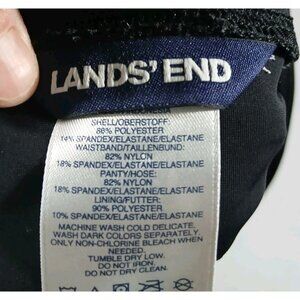 LANDS' END
SHELL/OBERSTOFF:
86% POLYESTER
14% SPANDEX/ELASTANE/ELASTANE
WAISTBAND/TAILLENBUND:
82% NYLON
18% SPANDEX/ELASTANE/ELASTANE
PANTY/HOSE:
82% NYLON
18% SPANDEX/ELASTANE/ELASTANE
LINING/FUTTER:
90% POLYESTER
10% SPANDEX/ELASTANE/ELASTANE
MACHINE WASH COLD DELICATE.
WASH DARK COLORS SEPARATELY.
ONLY NON-CHLORINE BLEACH WHEN
NEEDED.
TUMBLE DRY LOW.
DO NOT IRON.
DO NOT DRY CLEAN.